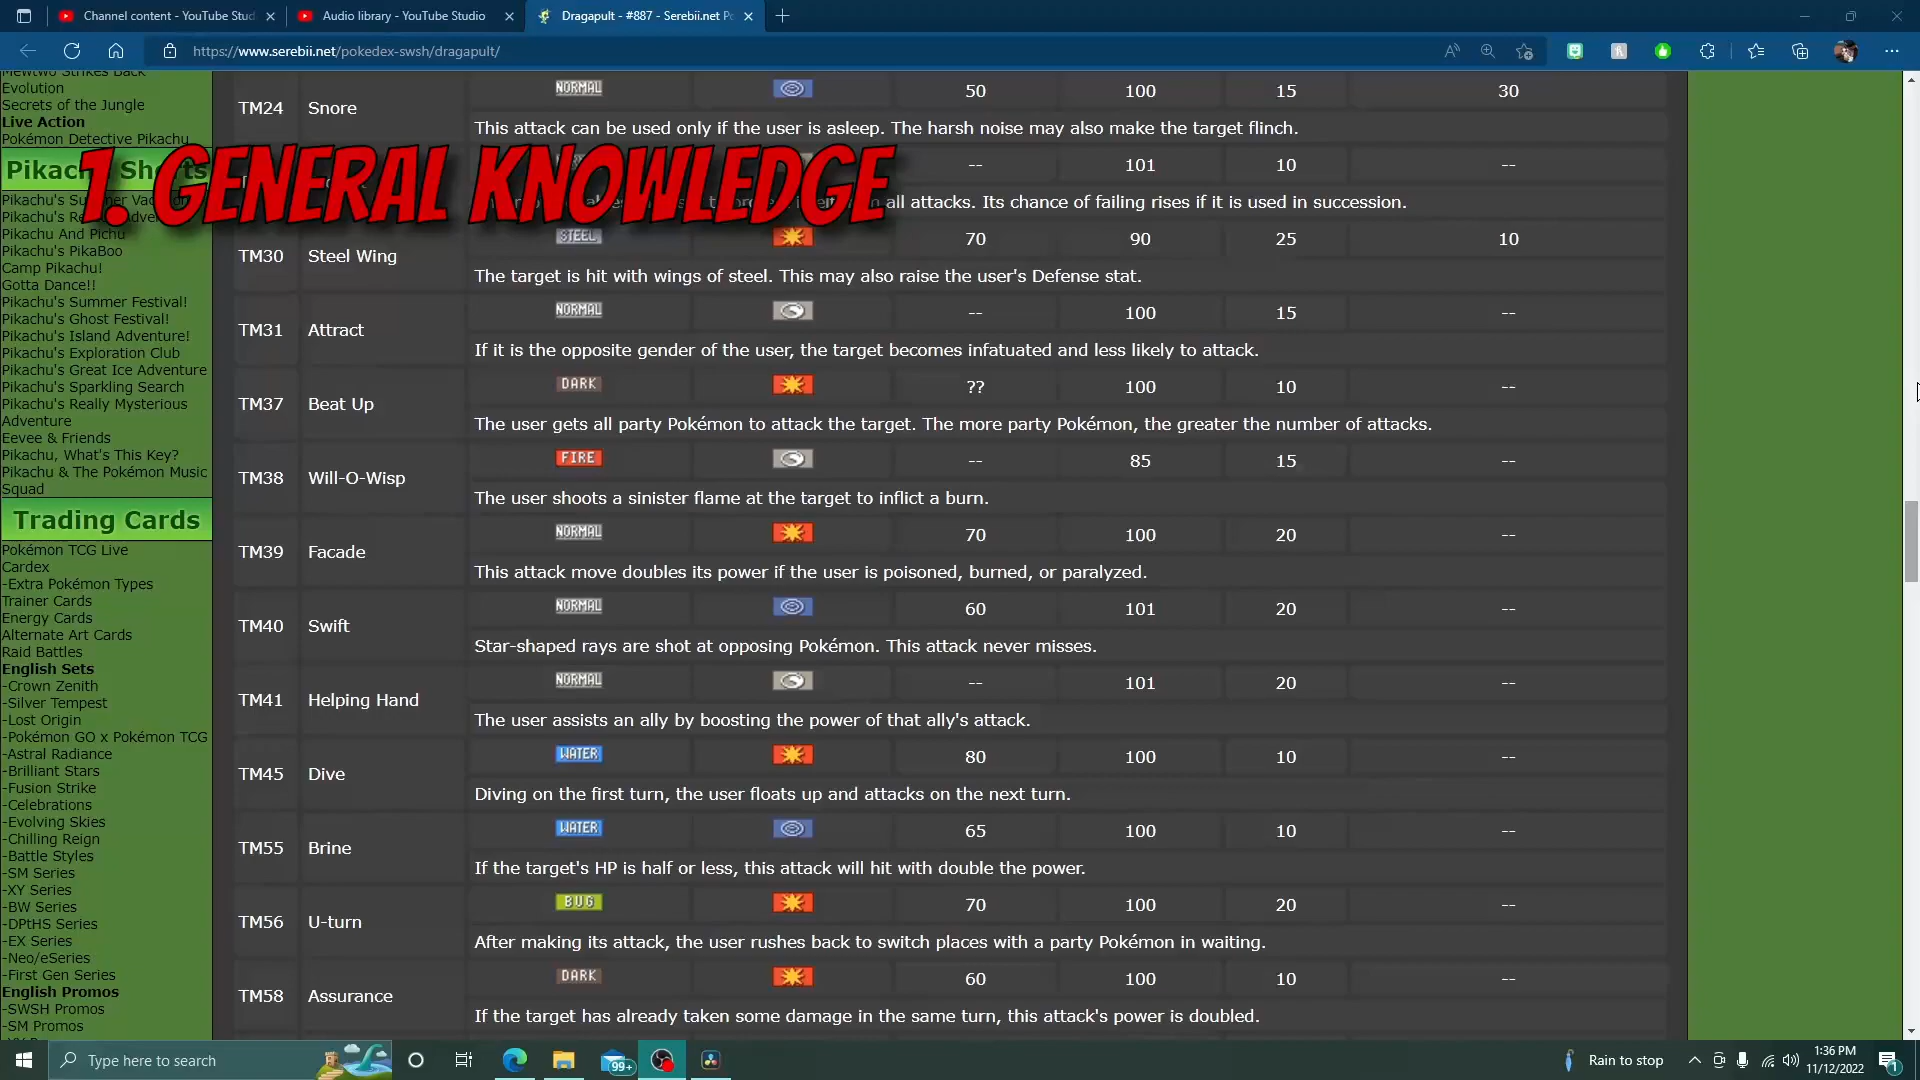 Channel content - YouTube Stud
Audio library - YouTube Studio
Dragapult - #887 - Serebii.net Po
https://www.serebii.net/pokedex-swsh/dragapult/
1. GENERAL KNOWLEDGE
Mewtwo Strikes Back
Evolution
Secrets of the Jungle
Live Action
Pokémon Detective Pikachu
Pikachu Shorts
Pikachu's Summer Vacation
Pikachu's
Pikachu And Pichu
Pikachu's PikaBoo
Camp Pikachu!
Gotta Dance!!
Pikachu's Summer Festival!
Pikachu's Ghost Festival!
Pikachu's Island Adventure!
Pikachu's Exploration Club
Pikachu's Great Ice Adventure
Pikachu's Sparkling Search
Pikachu's Really Mysterious
Adventure
Eevee & Friends
Pikachu, What's This Key?
Pikachu & The Pokémon Music
Squad
Trading Cards
Pokémon TCG Live
Cardex
-Extra Pokémon Types
Trainer Cards
Energy Cards
Alternate Art Cards
Raid Battles
English Sets
-Crown Zenith
-Silver Tempest
-Lost Origin
-Pokémon GO x Pokémon TCG
-Astral Radiance
-Brilliant Stars
-Fusion Strike
-Celebrations
-Evolving Skies
-Chilling Reign
-Battle Styles
-SM Series
-XY Series
-BW Series
-DPtHS Series
-EX Series
-Neo/eSeries
-First Gen Series
English Promos
-SWSH Promos
-SM Promos
TM24 Snore NORMAL 50 100 15 30
This attack can be used only if the user is asleep. The harsh noise may also make the target flinch.
-- 101 10 --
all attacks. Its chance of failing rises if it is used in succession.
TM30 Steel Wing STEEL 70 90 25 10
The target is hit with wings of steel. This may also raise the user's Defense stat.
TM31 Attract NORMAL -- 100 15 --
If it is the opposite gender of the user, the target becomes infatuated and less likely to attack.
TM37 Beat Up DARK ?? 100 10 --
The user gets all party Pokémon to attack the target. The more party Pokémon, the greater the number of attacks.
TM38 Will-O-Wisp FIRE -- 85 15 --
The user shoots a sinister flame at the target to inflict a burn.
TM39 Facade NORMAL 70 100 20 --
This attack move doubles its power if the user is poisoned, burned, or paralyzed.
TM40 Swift NORMAL 60 101 20 --
Star-shaped rays are shot at opposing Pokémon. This attack never misses.
TM41 Helping Hand NORMAL -- 101 20 --
The user assists an ally by boosting the power of that ally's attack.
TM45 Dive WATER 80 100 10 --
Diving on the first turn, the user floats up and attacks on the next turn.
TM55 Brine WATER 65 100 10 --
If the target's HP is half or less, this attack will hit with double the power.
TM56 U-turn BUG 70 100 20 --
After making its attack, the user rushes back to switch places with a party Pokémon in waiting.
TM58 Assurance DARK 60 100 10 --
If the target has already taken some damage in the same turn, this attack's power is doubled.
Type here to search
99+
Rain to stop
1:36 PM
11/12/2022
1